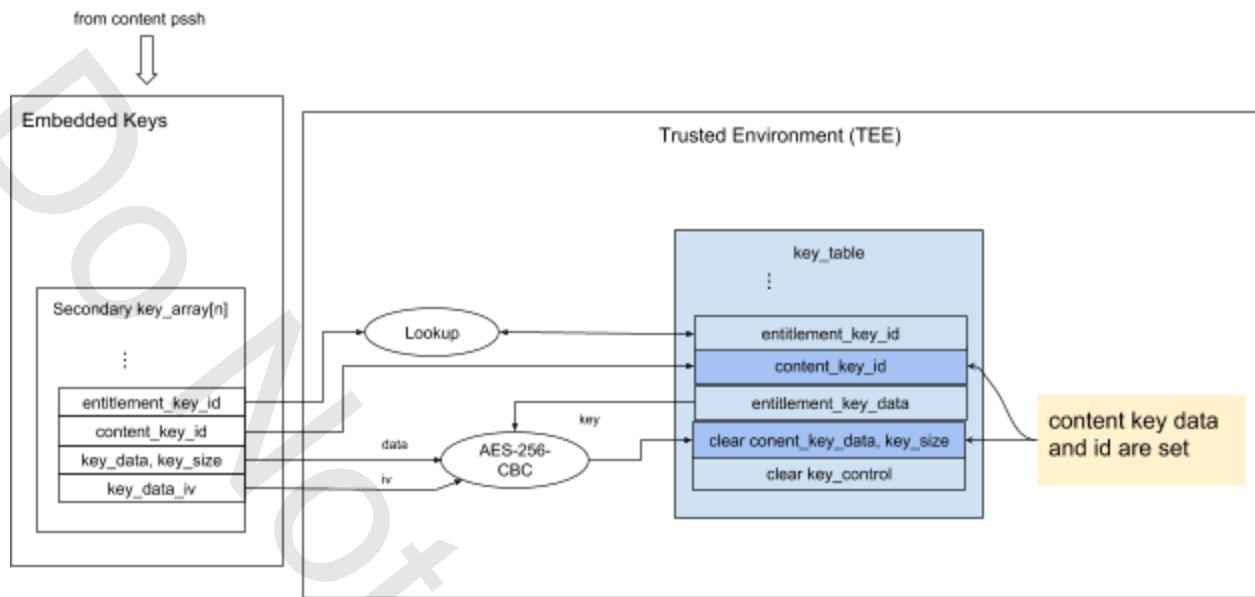 from content pssh
Embedded Keys
Trusted Environment (TEE)
Secondary key_array[n]
⋮
entitlement_key_id
content_key_id
key_data, key_size
key_data_iv
Lookup
data
iv
key
AES-256-
CBC
key_table
⋮
entitlement_key_id
content_key_id
entitlement_key_data
clear conent_key_data, key_size
clear key_control
content key data
and id are set
Do Not